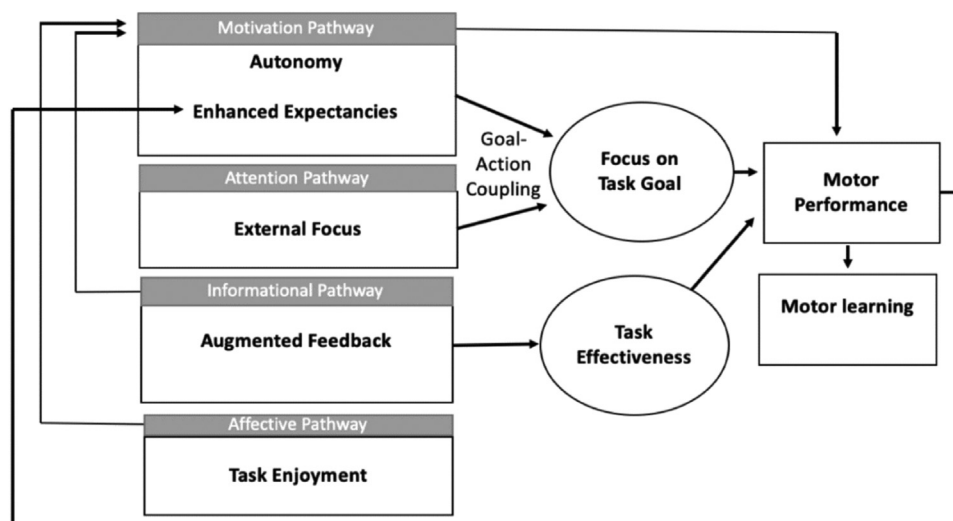 Motivation Pathway
Autonomy
Enhanced Expectancies
Attention Pathway
External Focus
Informational Pathway
Augmented Feedback
Affective Pathway
Task Enjoyment
Goal-
Action
Coupling
Focus on
Task Goal
Task
Effectiveness
Motor
Performance
Motor learning